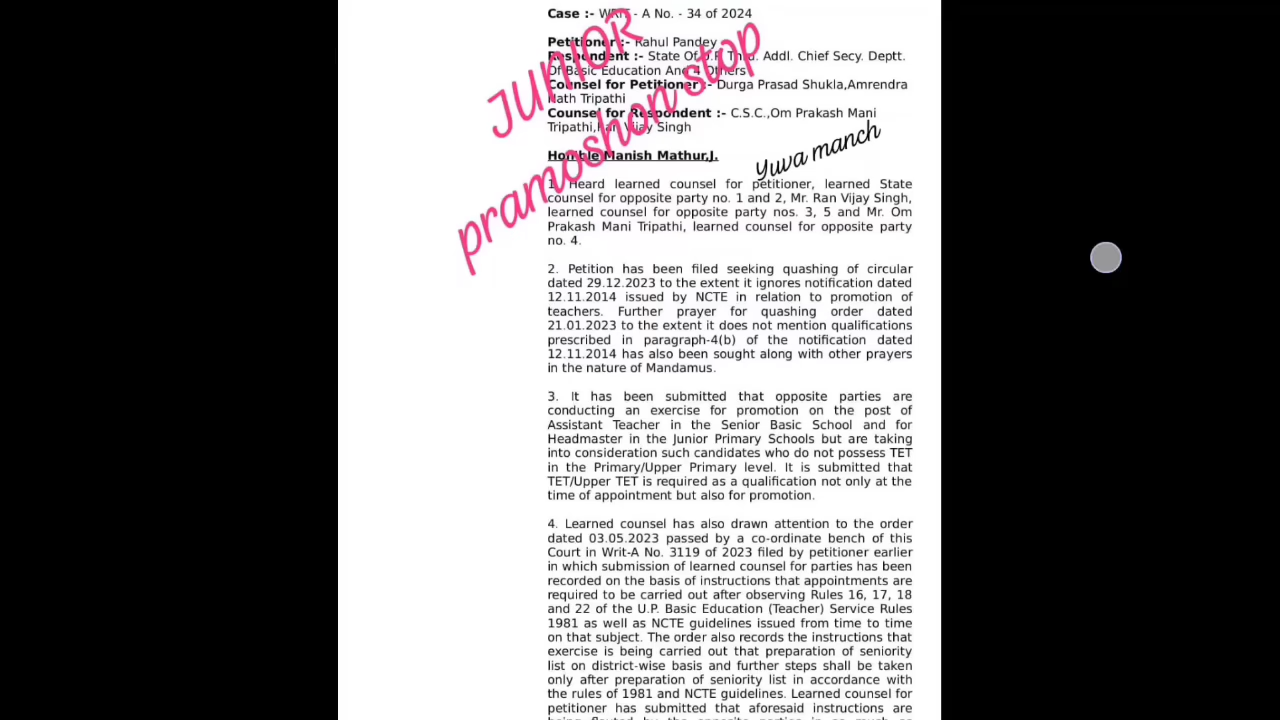 Case :- WRIT - A No. - 34 of 2024
Petitioner :- Rahul Pandey
Respondent :- State Of U.P. Thru. Addl. Chief Secy. Deptt.
Of Basic Education And 4 Others
Counsel for Petitioner :- Durga Prasad Shukla,Amrendra
Nath Tripathi
Counsel for Respondent :- C.S.C.,Om Prakash Mani
Tripathi,Ran Vijay Singh
JUNIOR
pramoshon stop
Yuva manch
Hon'ble Manish Mathur,J.
1. Heard learned counsel for petitioner, learned State
counsel for opposite party no. 1 and 2, Mr. Ran Vijay Singh,
learned counsel for opposite party nos. 3, 5 and Mr. Om
Prakash Mani Tripathi, learned counsel for opposite party
no. 4.
2. Petition has been filed seeking quashing of circular
dated 29.12.2023 to the extent it ignores notification dated
12.11.2014 issued by NCTE in relation to promotion of
teachers. Further prayer for quashing order dated
21.01.2023 to the extent it does not mention qualifications
prescribed in paragraph-4(b) of the notification dated
12.11.2014 has also been sought along with other prayers
in the nature of Mandamus.
3. It has been submitted that opposite parties are
conducting an exercise for promotion on the post of
Assistant Teacher in the Senior Basic School and for
Headmaster in the Junior Primary Schools but are taking
into consideration such candidates who do not possess TET
in the Primary/Upper Primary level. It is submitted that
TET/Upper TET is required as a qualification not only at the
time of appointment but also for promotion.
4. Learned counsel has also drawn attention to the order
dated 03.05.2023 passed by a co-ordinate bench of this
Court in Writ-A No. 3119 of 2023 filed by petitioner earlier
in which submission of learned counsel for parties has been
recorded on the basis of instructions that appointments are
required to be carried out after observing Rules 16, 17, 18
and 22 of the U.P. Basic Education (Teacher) Service Rules
1981 as well as NCTE guidelines issued from time to time
on that subject. The order also records the instructions that
exercise is being carried out that preparation of seniority
list on district-wise basis and further steps shall be taken
only after preparation of seniority list in accordance with
the rules of 1981 and NCTE guidelines. Learned counsel for
petitioner has submitted that aforesaid instructions are
being flouted by the opposite parties in as much as